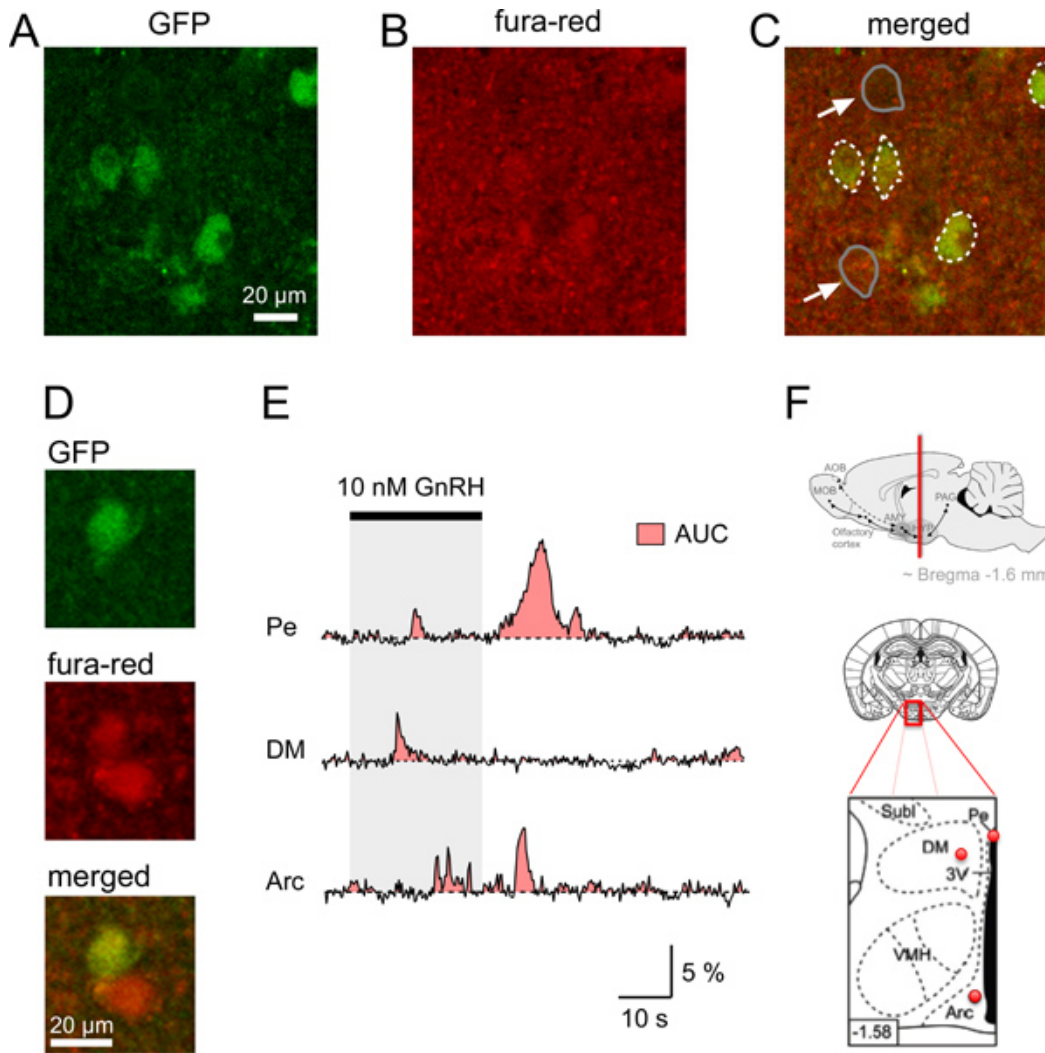 A
GFP
20 µm
B
fura-red
C
merged
D
GFP
fura-red
merged
20 µm
E
10 nM GnRH
AUC
Pe
DM
Arc
5 %
10 s
F
AOB
MOB
Olfactory
cortex
AMY
HYP
PAG
~ Bregma -1.6 mm
SubI
Pe
DM
3V
VMH
Arc
-1.58